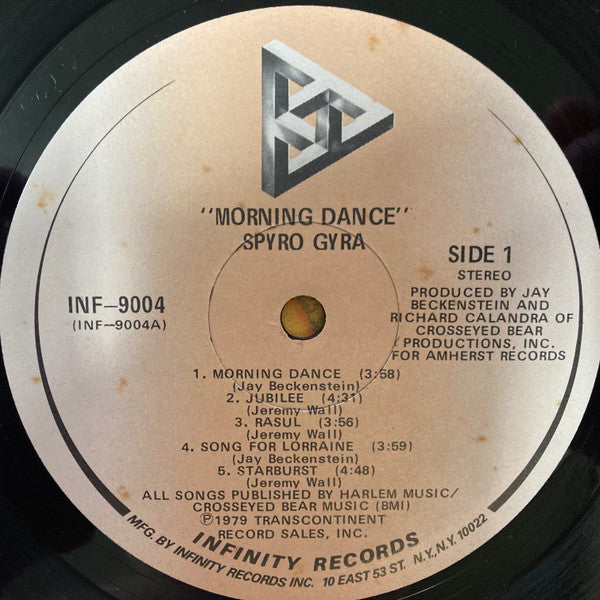 "MORNING DANCE"
SPYRO GYRA
SIDE 1
STEREO
INF–9004
(INF–9004A)
PRODUCED BY JAY
BECKENSTEIN AND
RICHARD CALANDRA OF
CROSSEYED BEAR
PRODUCTIONS, INC.
FOR AMHERST RECORDS
1. MORNING DANCE (3:58)
(Jay Beckenstein)
2. JUBILEE (4:31)
(Jeremy Wall)
3. RASUL (3:56)
(Jeremy Wall)
4. SONG FOR LORRAINE (3:59)
(Jay Beckenstein)
5. STARBURST (4:48)
(Jeremy Wall)
ALL SONGS PUBLISHED BY HARLEM MUSIC/
CROSSEYED BEAR MUSIC (BMI)
℗1979 TRANSCONTINENT
RECORD SALES, INC.
INFINITY RECORDS
MFG. BY INFINITY RECORDS INC. 10 EAST 53 ST. N.Y., N.Y. 10022